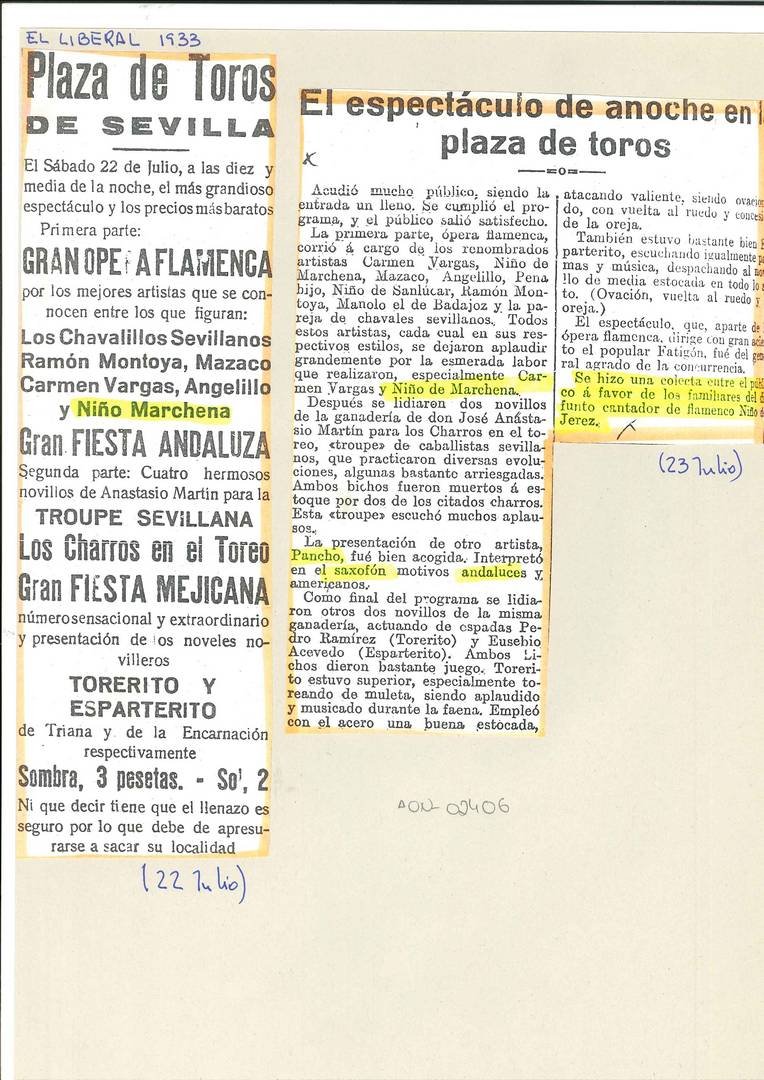 EL LIBERAL 1933
Plaza de Toros
DE SEVILLA
El Sábado 22 de Julio, a las diez y
media de la noche, el más grandioso
espectáculo y los precios más baratos
Primera parte:
GRAN OPE A FLAMENCA
por los mejores artistas que se co-
nocen entre los que figuran:
Los Chavalillos Sevillanos
Ramón Montoya, Mazaco
Carmen Vargas, Angelillo
y Niño Marchena
Gran FIESTA ANDALUZA
Segunda parte: Cuatro hermosos
novillos de Anastasio Martin para la
TROUPE SEVILLANA
Los Charros en el Toreo
Gran FIESTA MEJICANA
número sensacional y extraordinario
y presentación de os noveles no-
villeros
TORERITO Y
ESPARTERITO
de Triana y de la Encarnación
respectivamente
Sombra, 3 pesetas. - So', 2
Ni que decir tiene que el llenazo es
seguro por lo que debe de apresu-
rarse a sacar su localidad
(22 Julio)
El espectáculo de anoche en l
plaza de toros
x
Acudió mucho público, siendo la
entrada un lleno. Se cumplió el pro-
grama, y el público salió satisfecho.
La primera parte, ópera flamenca,
corrió á cargo de los renombrados
artistas Carmen Vargas, Niño de
Marchena, Mazaco, Angelillo, Pena
hijo, Niño de Sanlúcar, Ramón Mon-
toya, Manolo el de Badajoz y la pa-
reja de chavales sevillanos. Todos
estos artistas, cada cual en sus res-
pectivos estilos, se dejaron aplaudir
grandemente por la esmerada labor
que realizaron, especialmente Car-
men Vargas y Niño de Marchena.
Después se lidiaron dos novillos
de la ganadería de don José Anásta-
sio Martín para los Charros en el to-
reo, «troupe» de caballistas sevilla-
nos, que practicaron diversas evolu-
ciones, algunas bastante arriesgadas.
Ambos bichos fueron muertos á es-
toque por dos de los citados charros.
Esta «troupe» escuchó muchos aplau-
sos.
La presentación de otro artista,
Pancho, fué bien acogida. Interpretó
en el saxofón motivos andaluces y
americanos.
Como final del programa se lidia-
ron otros dos novillos de la misma
ganadería, actuando de espadas Pe-
dro Ramírez (Torerito) y Eusebio
Acevedo (Esparterito). Ambos bi-
chos dieron bastante juego. Toreri-
to estuvo superior, especialmente to-
reando de muleta, siendo aplaudido
y musicado durante la faena. Empleó
con el acero una buena estocada,
atacando valiente, siendo ovacio
do, con vuelta al ruedo y conces
de la oreja.
También estuvo bastante bien E
parterito, escuchando igualmente pa
mas y música, despachando al no
llo de media estocada en todo lo a
to. (Ovación, vuelta al ruedo y
oreja.)
El espectáculo, que, aparte de
ópera flamenca, dirige con gran acie
to el popular Fatigón, fué del gene
ral agrado de la concurrencia.
Se hizo una colecta entre el púb
co á favor de los familiares del d
funto cantador de flamenco Niño d
Jerez.
(23 Julio)
02406